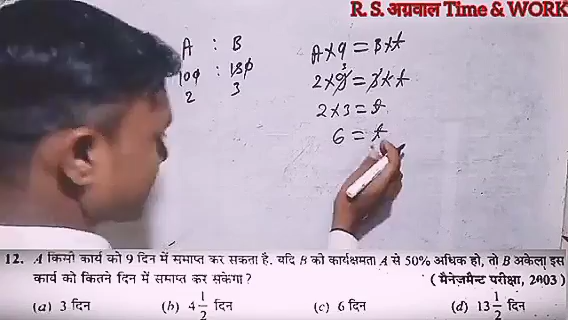 R. S. अग्रवाल Time & WORK
A : B
100 : 150
2 3
A×9 = B×t
2×9 = 3×t
2×3 = t
6 = t
12. A किसी कार्य को 9 दिन में समाप्त कर सकता है. यदि B की कार्यक्षमता A से 50% अधिक हो, तो B अकेला इस
कार्य को कितने दिन में समाप्त कर सकेगा? (मैनेजमैन्ट परीक्षा, 2003)
(a) 3 दिन (b) 4 1/2 दिन (c) 6 दिन (d) 13 1/2 दिन